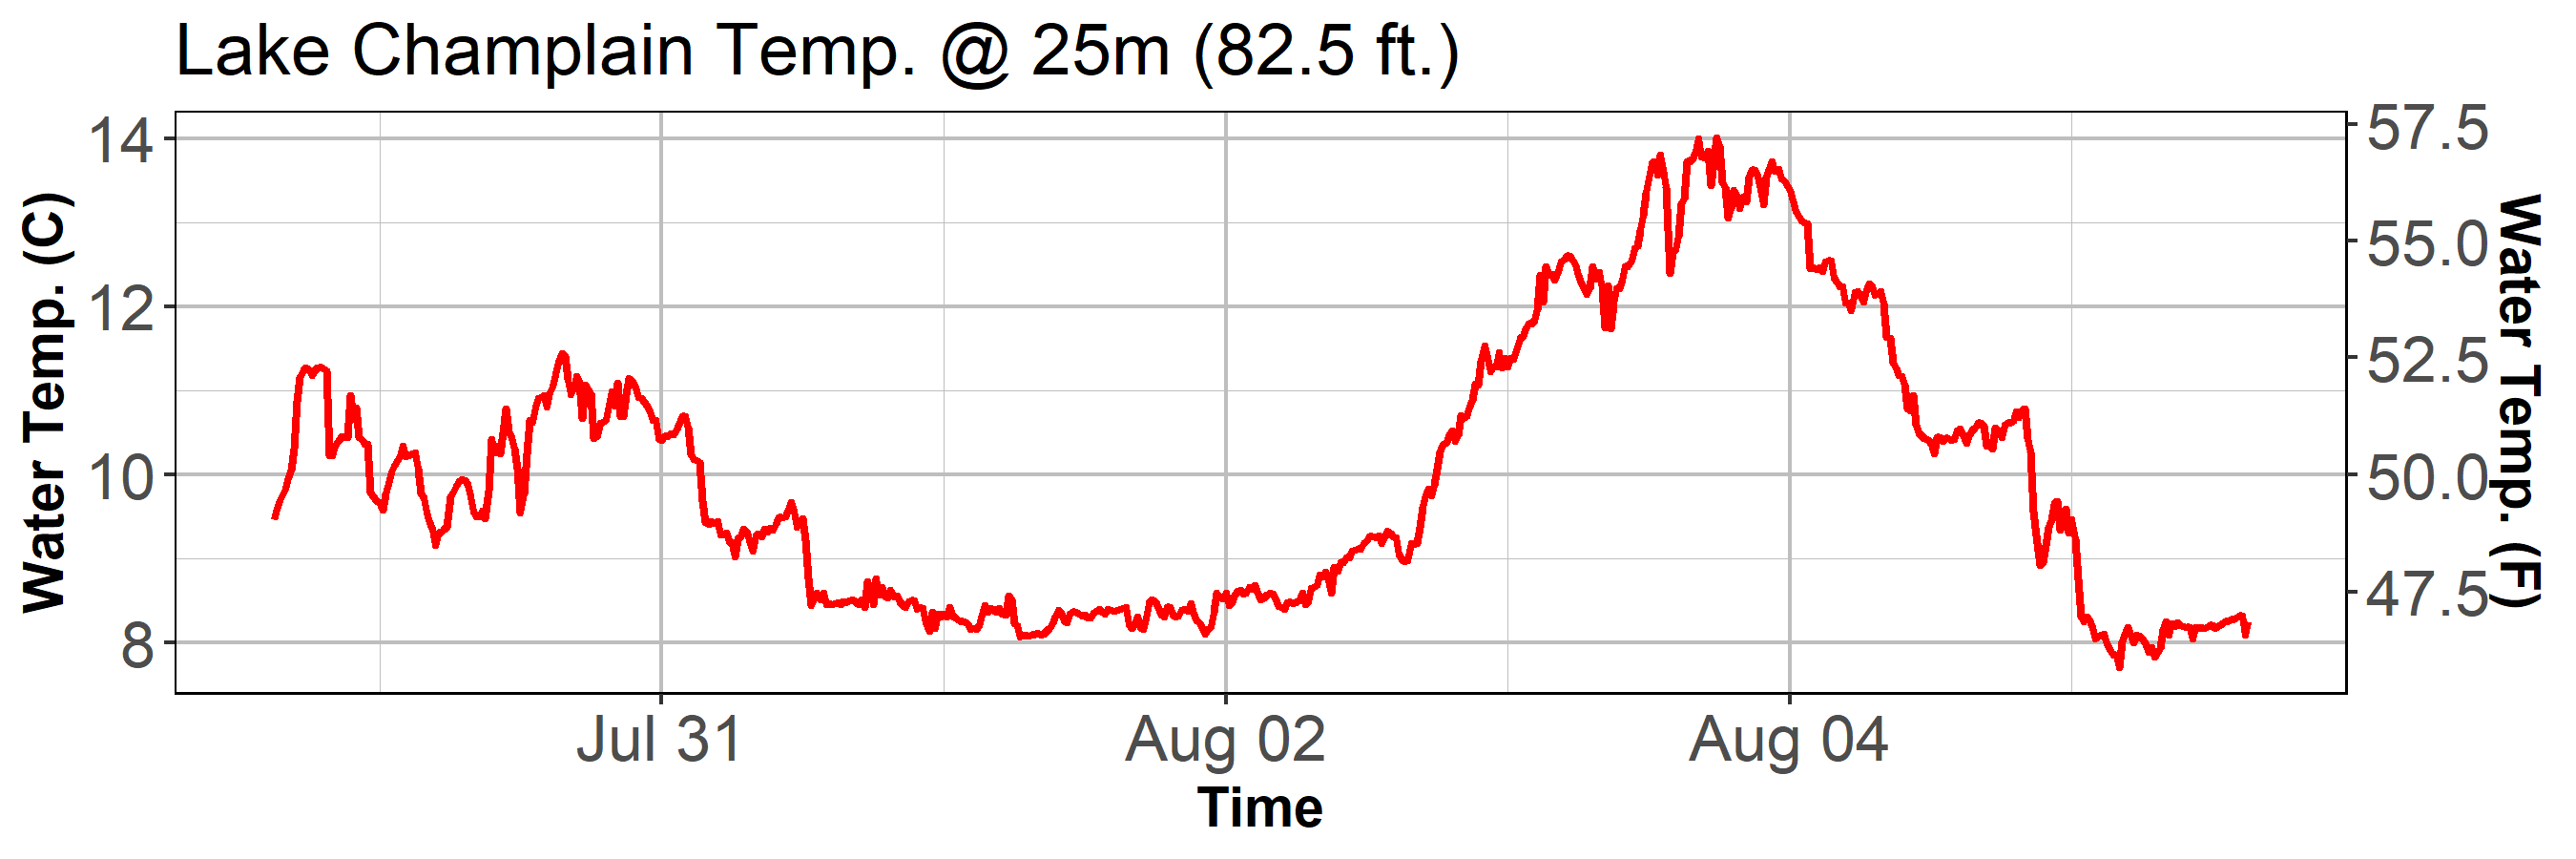 Lake Champlain Temp. @ 25m (82.5 ft.)
Water Temp. (C)
14
12
10
8
57.5
55.0
52.5
50.0
47.5
Water Temp. (F)
Jul 31
Aug 02
Aug 04
Time